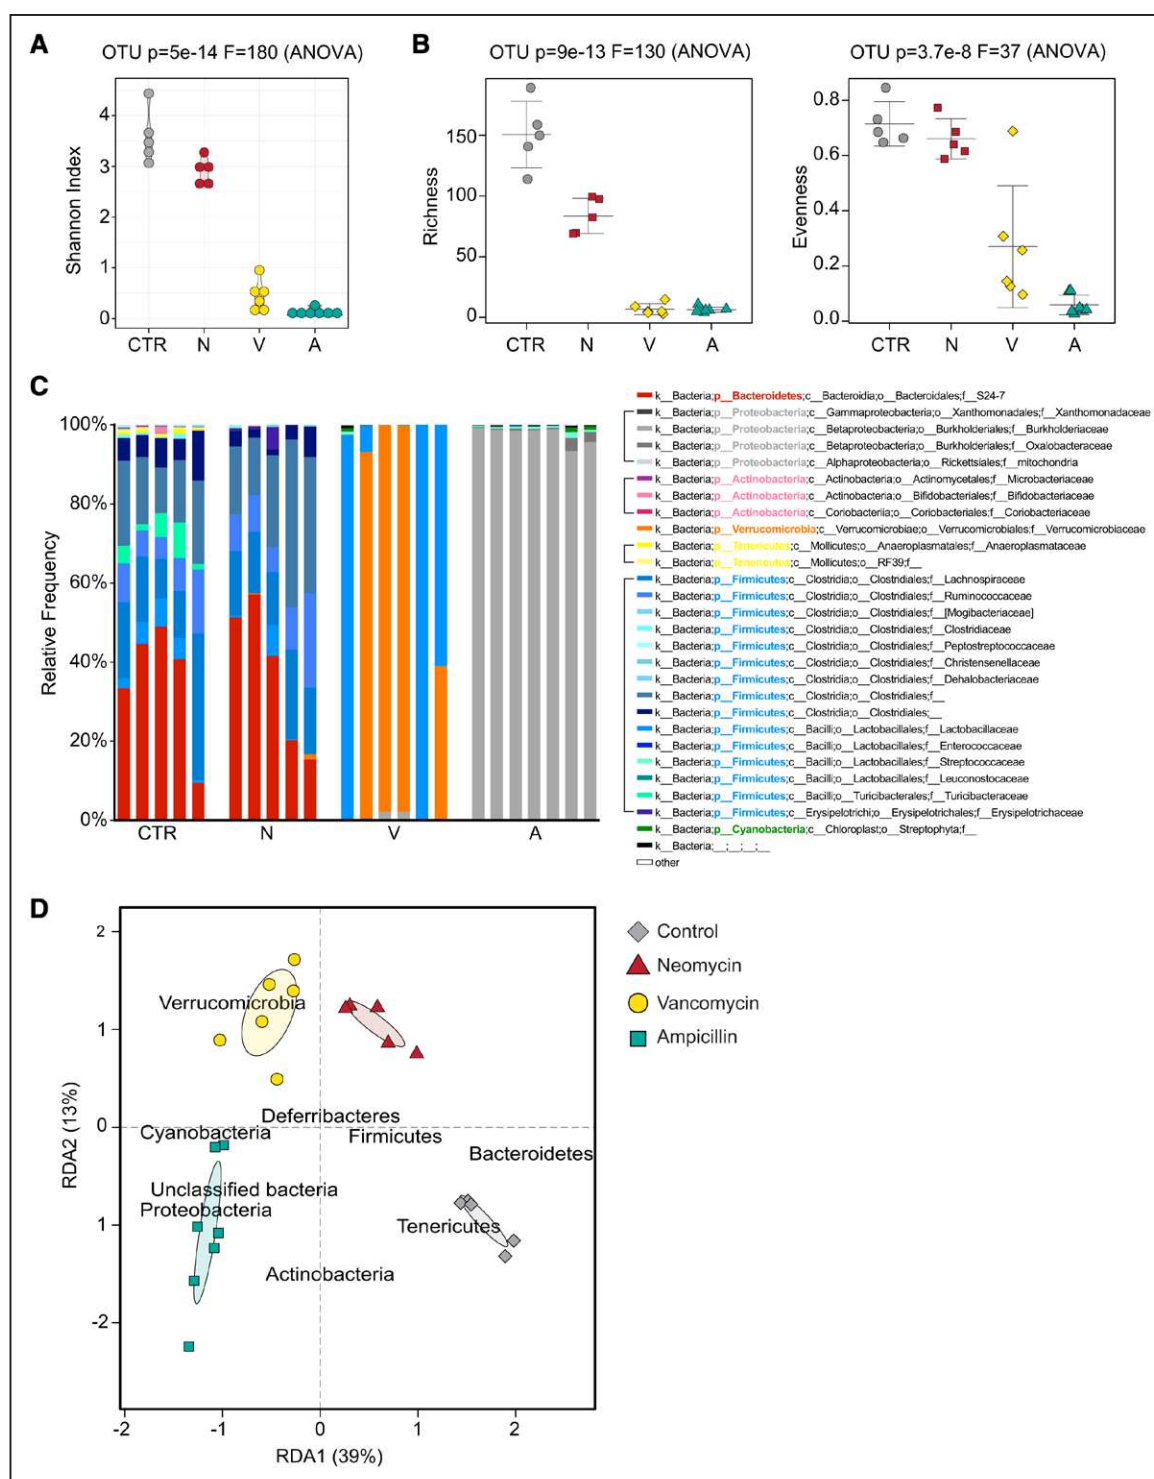 A
OTU p=5e-14 F=180 (ANOVA)
Shannon Index
4
3
2
1
0
CTR N V A
B
OTU p=9e-13 F=130 (ANOVA)
Richness
150
100
50
0
CTR N V A
OTU p=3.7e-8 F=37 (ANOVA)
Evenness
0.8
0.6
0.4
0.2
0.0
CTR N V A
C
Relative Frequency
100%
80%
60%
40%
20%
0%
CTR N V A
k__Bacteria;p__Bacteroidetes;c__Bacteroidia;o__Bacteroidales;f__S24-7
k__Bacteria;p__Proteobacteria;c__Gammaproteobacteria;o__Xanthomonadales;f__Xanthomonadaceae
k__Bacteria;p__Proteobacteria;c__Betaproteobacteria;o__Burkholderiales;f__Burkholderiaceae
k__Bacteria;p__Proteobacteria;c__Betaproteobacteria;o__Burkholderiales;f__Oxalobacteraceae
k__Bacteria;p__Proteobacteria;c__Alphaproteobacteria;o__Rickettsiales;f__mitochondria
k__Bacteria;p__Actinobacteria;c__Actinobacteria;o__Actinomycetales;f__Microbacteriaceae
k__Bacteria;p__Actinobacteria;c__Actinobacteria;o__Bifidobacteriales;f__Bifidobacteriaceae
k__Bacteria;p__Actinobacteria;c__Coriobacteriia;o__Coriobacteriales;f__Coriobacteriaceae
k__Bacteria;p__Verrucomicrobia;c__Verrucomicrobiae;o__Verrucomicrobiales;f__Verrucomicrobiaceae
k__Bacteria;p__Tenericutes;c__Mollicutes;o__Anaeroplasmatales;f__Anaeroplasmataceae
k__Bacteria;p__Tenericutes;c__Mollicutes;o__RF39;f__
k__Bacteria;p__Firmicutes;c__Clostridia;o__Clostridiales;f__Lachnospiraceae
k__Bacteria;p__Firmicutes;c__Clostridia;o__Clostridiales;f__Ruminococcaceae
k__Bacteria;p__Firmicutes;c__Clostridia;o__Clostridiales;f__[Mogibacteriaceae]
k__Bacteria;p__Firmicutes;c__Clostridia;o__Clostridiales;f__Clostridiaceae
k__Bacteria;p__Firmicutes;c__Clostridia;o__Clostridiales;f__Peptostreptococcaceae
k__Bacteria;p__Firmicutes;c__Clostridia;o__Clostridiales;f__Christensenellaceae
k__Bacteria;p__Firmicutes;c__Clostridia;o__Clostridiales;f__Dehalobacteriaceae
k__Bacteria;p__Firmicutes;c__Clostridia;o__Clostridiales;f__
k__Bacteria;p__Firmicutes;c__Clostridia;o__Clostridiales;__
k__Bacteria;p__Firmicutes;c__Bacilli;o__Lactobacillales;f__Lactobacillaceae
k__Bacteria;p__Firmicutes;c__Bacilli;o__Lactobacillales;f__Enterococcaceae
k__Bacteria;p__Firmicutes;c__Bacilli;o__Lactobacillales;f__Streptococcaceae
k__Bacteria;p__Firmicutes;c__Bacilli;o__Lactobacillales;f__Leuconostocaceae
k__Bacteria;p__Firmicutes;c__Bacilli;o__Turicibacterales;f__Turicibacteraceae
k__Bacteria;p__Firmicutes;c__Erysipelotrichi;o__Erysipelotrichales;f__Erysipelotrichaceae
k__Bacteria;p__Cyanobacteria;c__Chloroplast;o__Streptophyta;f__
k__Bacteria;__;__;__;__
other
D
RDA2 (13%)
2
1
0
1
-2
Verrucomicrobia
Deferribacteres
Cyanobacteria
Firmicutes
Bacteroidetes
Unclassified bacteria
Proteobacteria
Tenericutes
Actinobacteria
-2 -1 0 1 2
RDA1 (39%)
Control
Neomycin
Vancomycin
Ampicillin